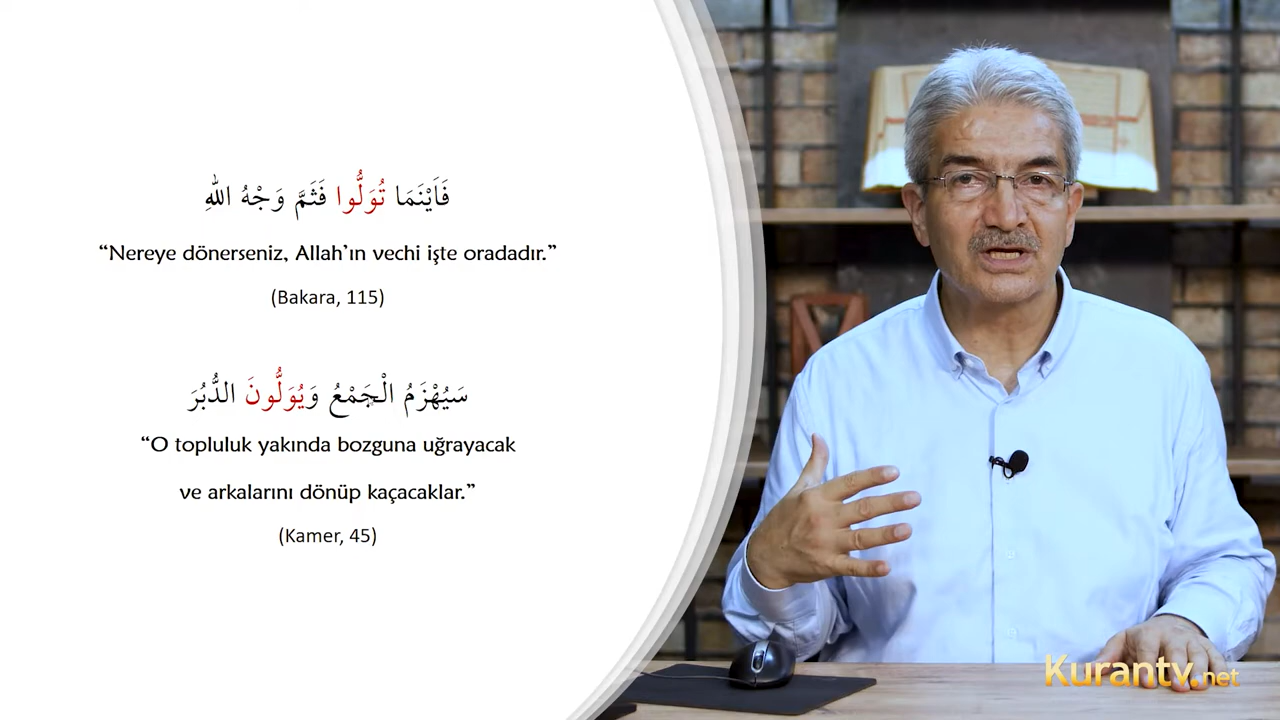 فَاَيْنَمَا تُوَلُّوا فَثَمَّ وَجْهُ اللهِ
“Nereye dönerseniz, Allah’ın vechi işte oradadır.”
(Bakara, 115)
سَيُهْزَمُ الْجَمْعُ وَيُوَلُّونَ الدُّبُرَ
“O topluluk yakında bozguna uğrayacak
ve arkalarını dönüp kaçacaklar.”
(Kamer, 45)
Kurantv.net